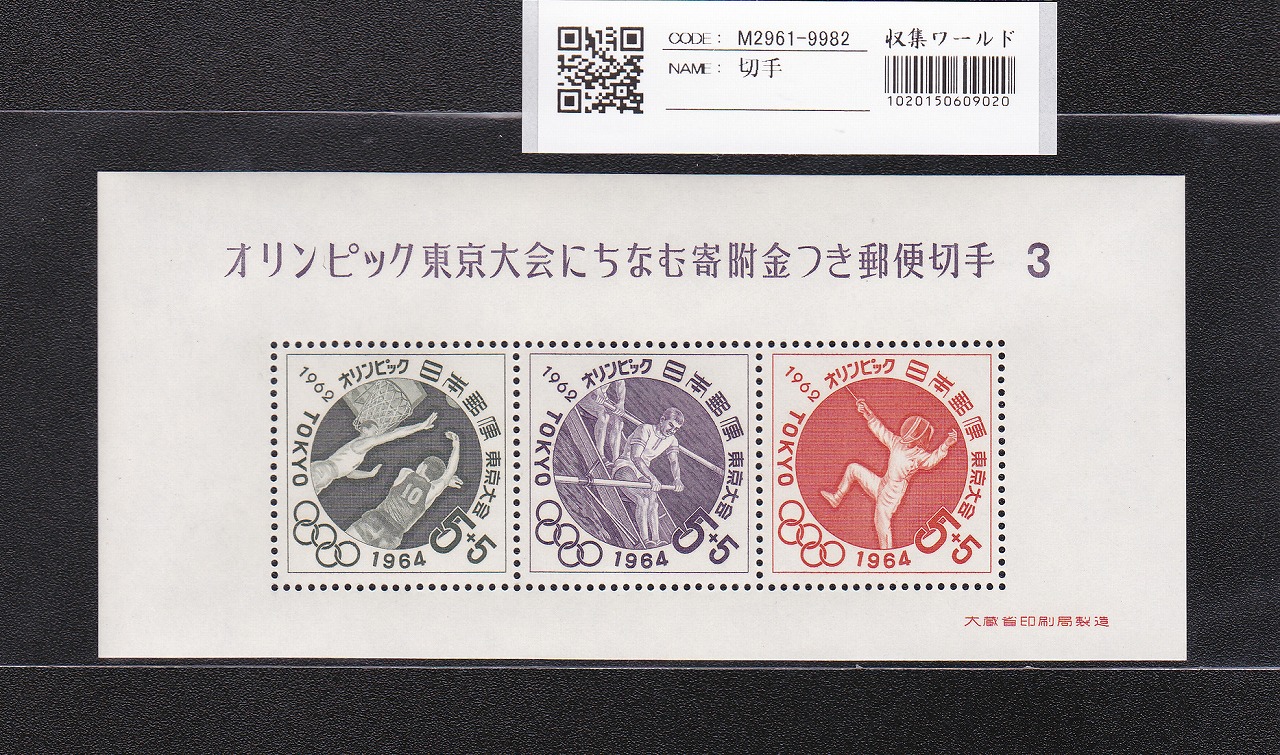 CODE: M2961-9982
収集ワールド
NAME: 切手
1020150609020
オリンピック東京大会にちなむ寄附金つき郵便切手 3
1962 オリンピック 日本郵便
TOKYO 東京大会
10
1964 5+5
1962 オリンピック 日本郵便
TOKYO 東京大会
1964 5+5
1962 オリンピック 日本郵便
TOKYO 東京大会
1964 5+5
大蔵省印刷局製造